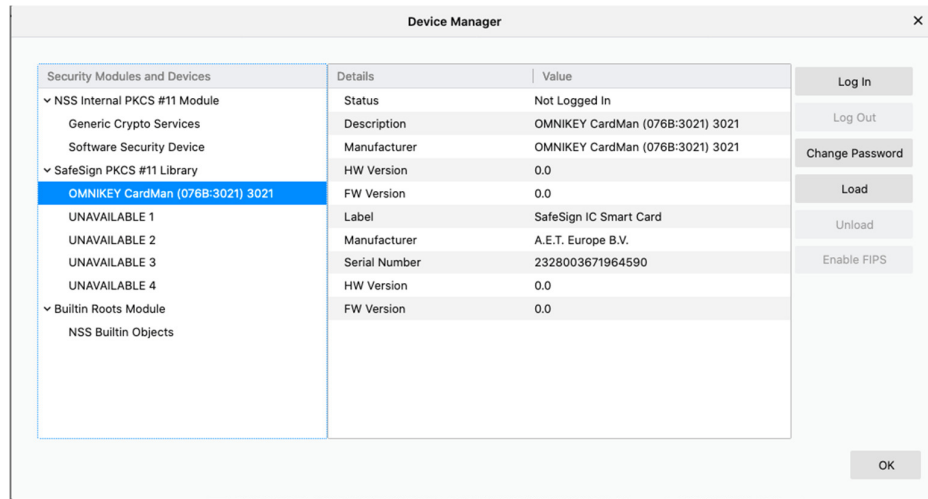 Device Manager
Security Modules and Devices
NSS Internal PKCS #11 Module
Generic Crypto Services
Software Security Device
SafeSign PKCS #11 Library
OMNIKEY CardMan (076B:3021) 3021
UNAVAILABLE 1
UNAVAILABLE 2
UNAVAILABLE 3
UNAVAILABLE 4
Builtin Roots Module
NSS Builtin Objects
Details Value
Status Not Logged In
Description OMNIKEY CardMan (076B:3021) 3021
Manufacturer OMNIKEY CardMan (076B:3021) 3021
HW Version 0.0
FW Version 0.0
Label SafeSign IC Smart Card
Manufacturer A.E.T. Europe B.V.
Serial Number 2328003671964590
HW Version 0.0
FW Version 0.0
Log In
Log Out
Change Password
Load
Unload
Enable FIPS
OK